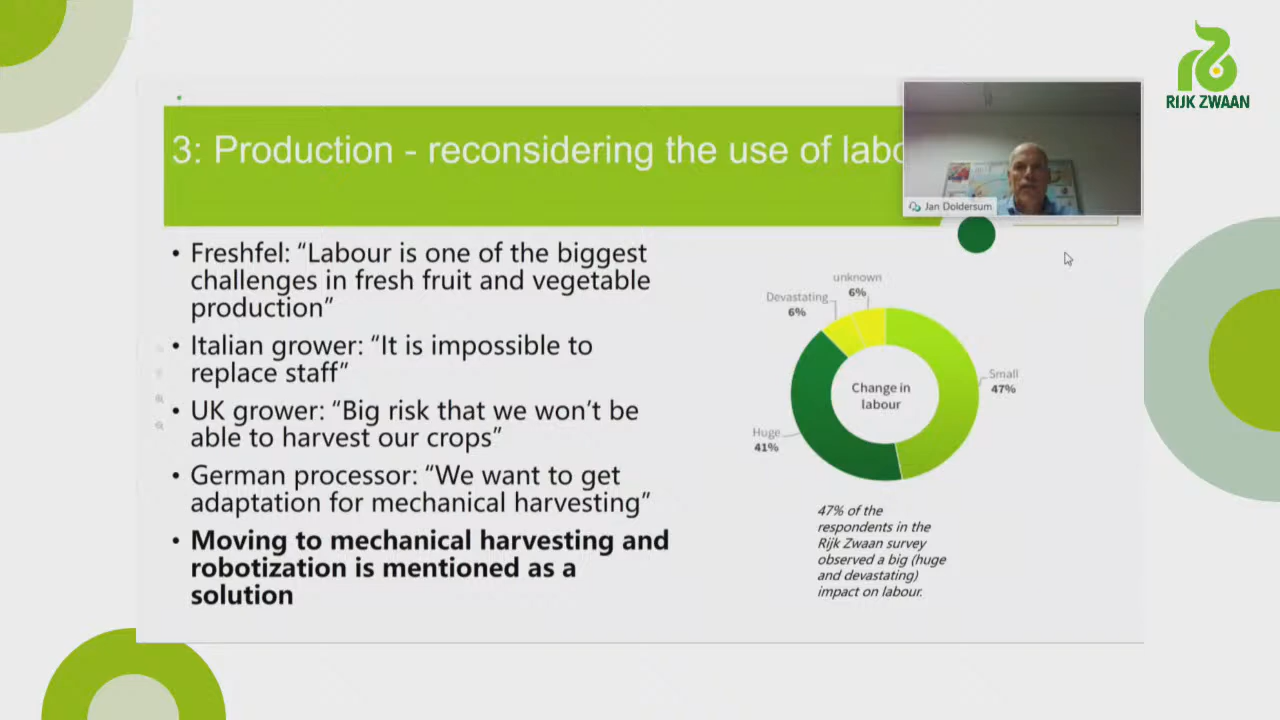 RIJK ZWAAN
3: Production - reconsidering the use of labo
Jan Doldersum
• Freshfel: “Labour is one of the biggest
challenges in fresh fruit and vegetable
production”
• Italian grower: “It is impossible to
replace staff”
• UK grower: “Big risk that we won’t be
able to harvest our crops”
• German processor: “We want to get
adaptation for mechanical harvesting”
• Moving to mechanical harvesting and
robotization is mentioned as a
solution
unknown
6%
Devastating
6%
Small
47%
Change in
labour
Huge
41%
47% of the
respondents in the
Rijk Zwaan survey
observed a big (huge
and devastating)
impact on labour.